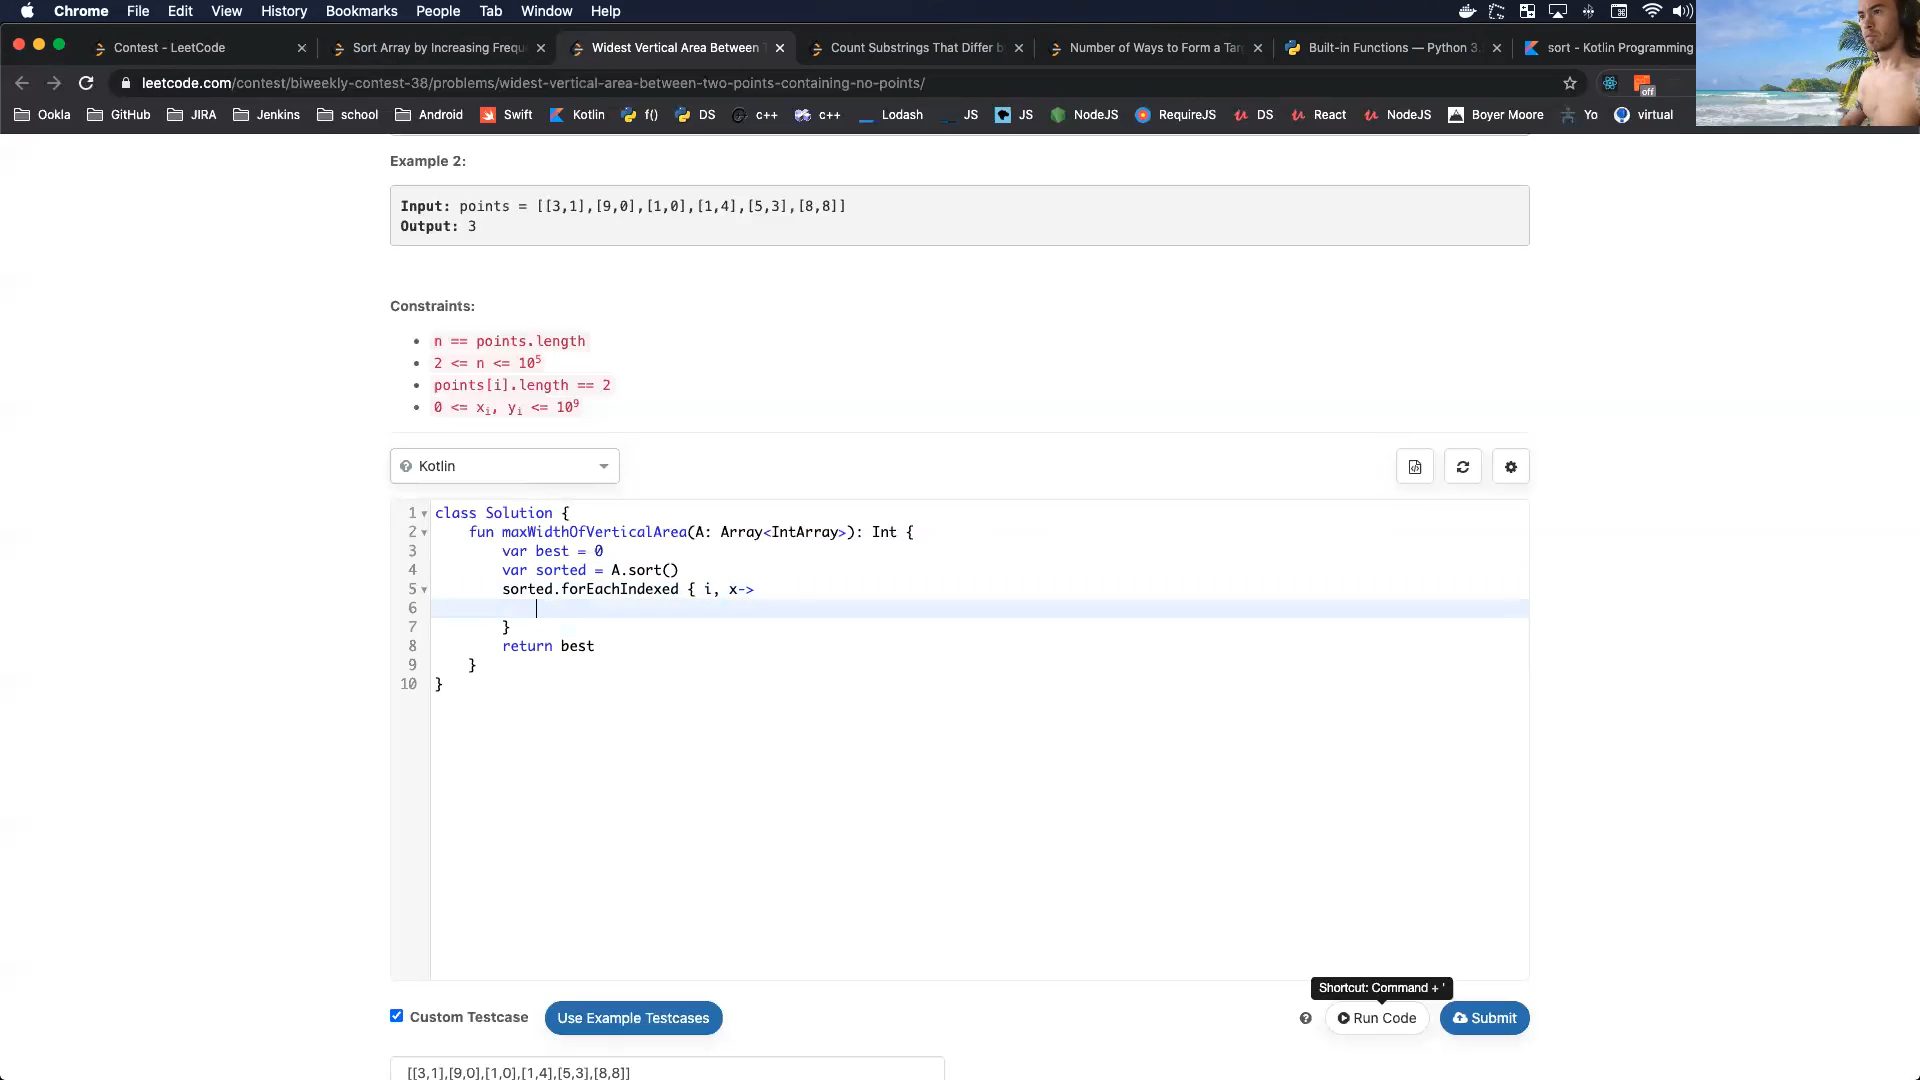 Chrome File Edit View History Bookmarks People Tab Window Help
Contest - LeetCode
Sort Array by Increasing Frequ
Widest Vertical Area Between T
Count Substrings That Differ b
Number of Ways to Form a Tar
Built-in Functions — Python 3.
sort - Kotlin Programming
leetcode.com/contest/biweekly-contest-38/problems/widest-vertical-area-between-two-points-containing-no-points/
off
Ookla GitHub JIRA Jenkins school Android Swift Kotlin f() DS c++ c++ Lodash JS JS NodeJS RequireJS DS React NodeJS Boyer Moore Yo virtual
Example 2:
Input: points = [[3,1],[9,0],[1,0],[1,4],[5,3],[8,8]]
Output: 3
Constraints:
n == points.length
2 <= n <= 10⁵
points[i].length == 2
0 <= xᵢ, yᵢ <= 10⁹
Kotlin
1 class Solution {
2 fun maxWidthOfVerticalArea(A: Array<IntArray>): Int {
3 var best = 0
4 var sorted = A.sort()
5 sorted.forEachIndexed { i, x->
6
7 }
8 return best
9 }
10 }
Shortcut: Command + '
Custom Testcase
Use Example Testcases
Run Code
Submit
[[3,1],[9,0],[1,0],[1,4],[5,3],[8,8]]